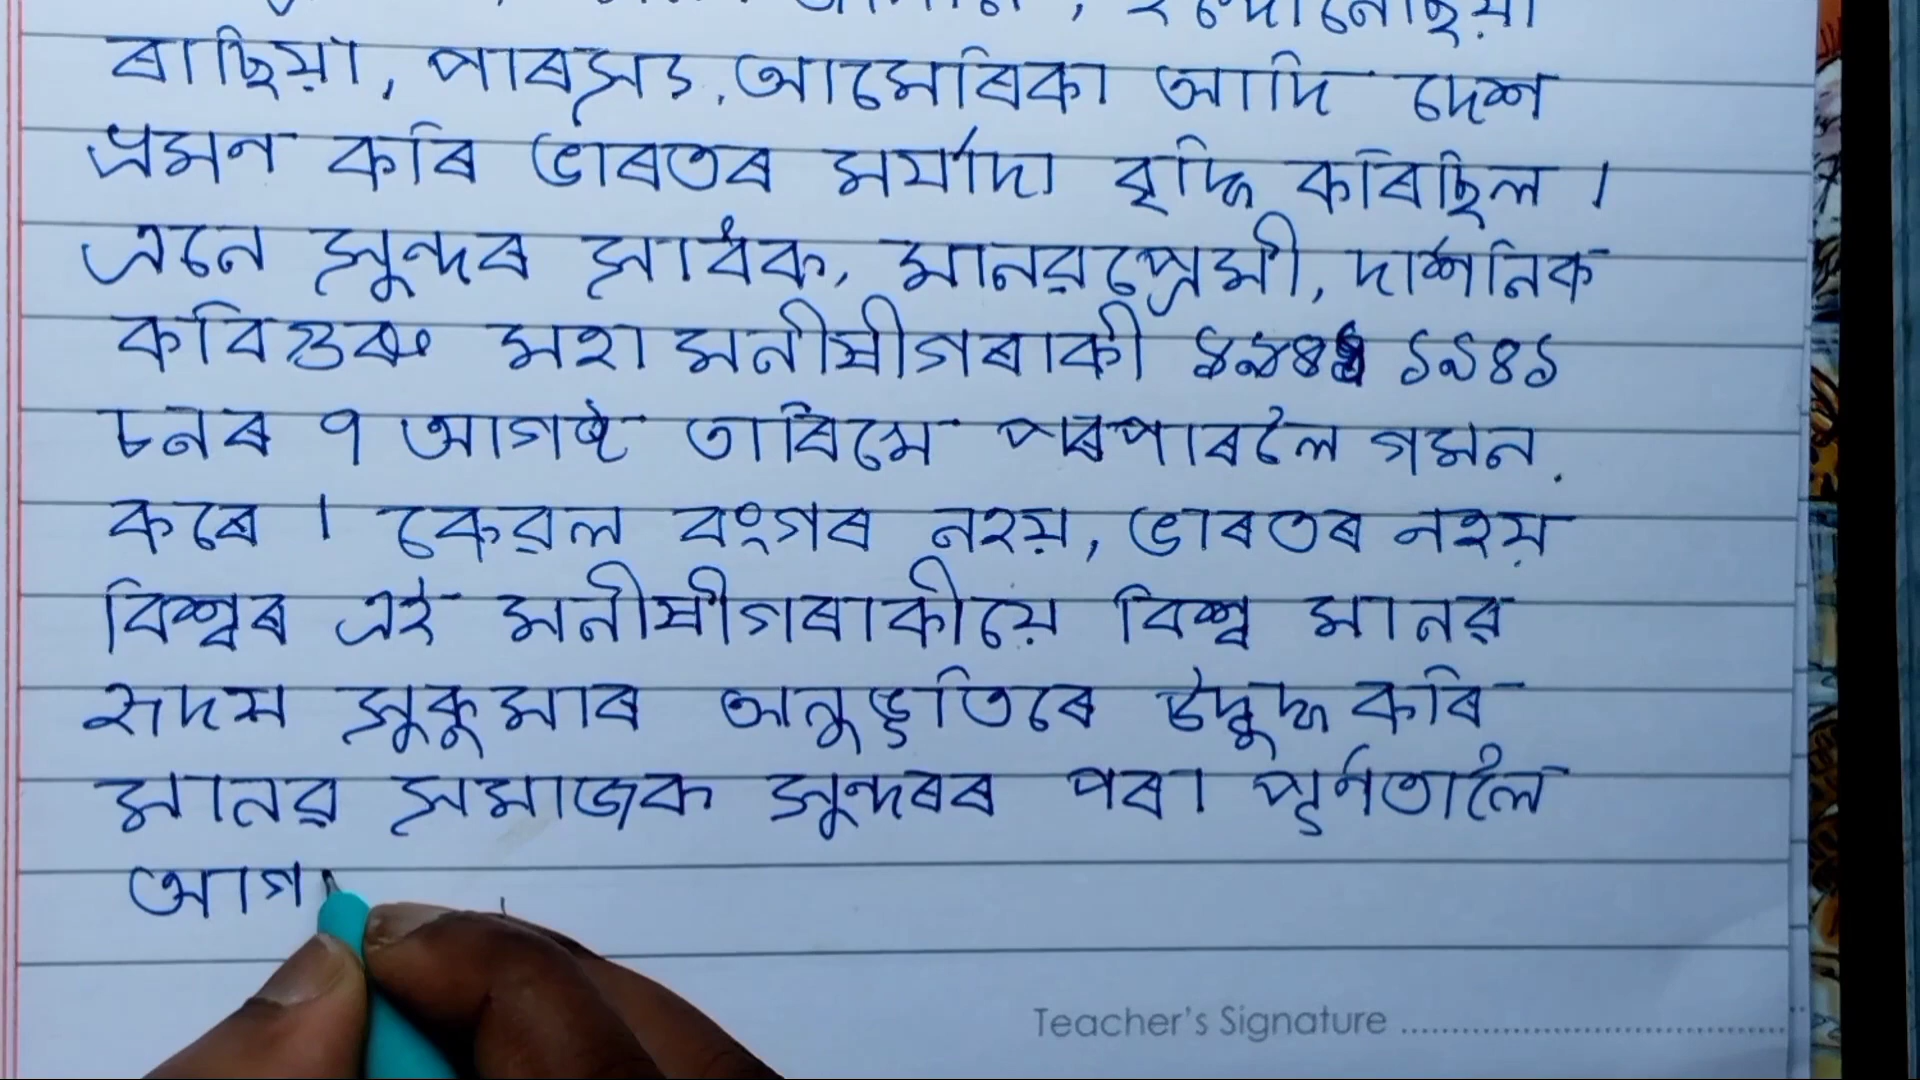 ইন্দোনেছিয়া
ৰাছিয়া, পাৰস্য, আমেৰিকা আদি দেশ
ভ্ৰমন কৰি ভাৰতৰ মৰ্যাদা বৃদ্ধি কৰিছিল ।
এনে সুন্দৰ সাধক, মানৱপ্ৰেমী, দাৰ্শনিক
কবিগুৰু মহামনীষীগৰাকী ১৯৪১
চনৰ ৭ আগষ্ট তাৰিখে পৰপাৰলৈ গমন
কৰে । কেৱল বংগৰ নহয়, ভাৰতৰ নহয়
বিশ্বৰ এই মনীষীগৰাকীয়ে বিশ্ব মানৱ
হৃদয় সুকুমাৰ অনুভূতিৰে উদ্বুদ্ধ কৰি
মানৱ সমাজক সুন্দৰৰ পৰা পূৰ্ণতালৈ
আগ
Teacher's Signature